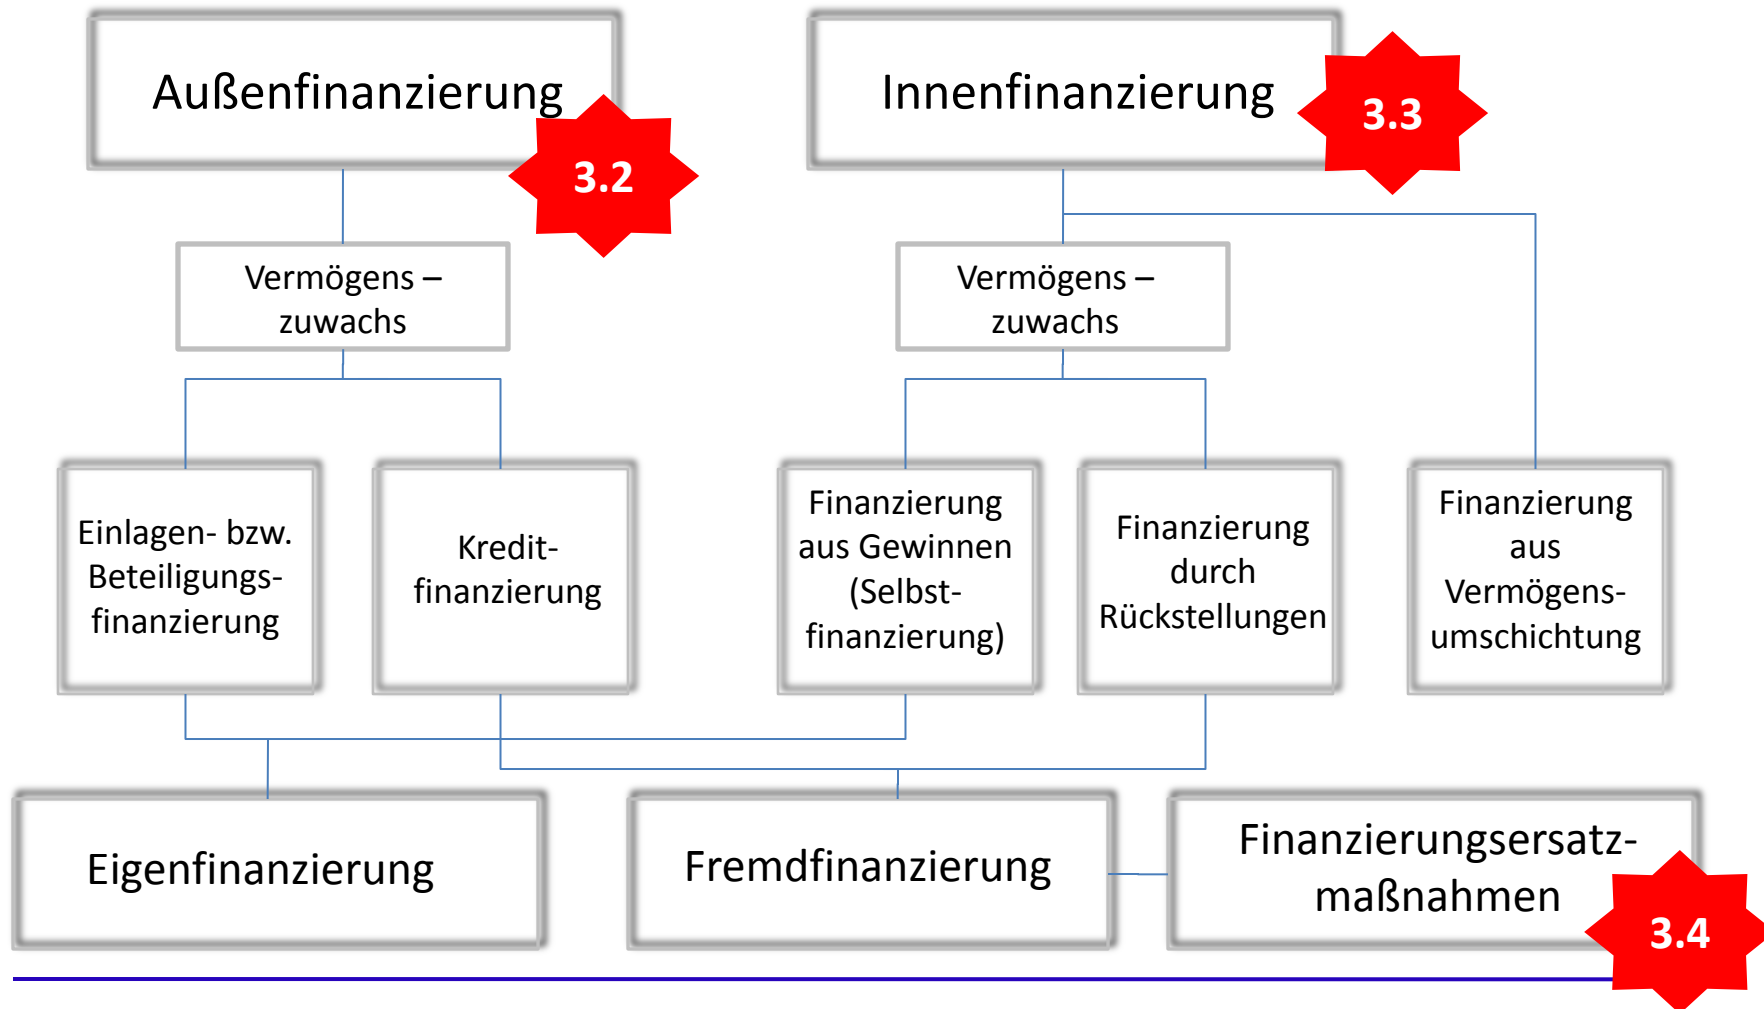 Außenfinanzierung
3.2
Innenfinanzierung
3.3
Vermögens –
zuwachs
Vermögens –
zuwachs
Einlagen- bzw.
Beteiligungs-
finanzierung
Kredit-
finanzierung
Finanzierung
aus Gewinnen
(Selbst-
finanzierung)
Finanzierung
durch
Rückstellungen
Finanzierung
aus
Vermögens-
umschichtung
Eigenfinanzierung
Fremdfinanzierung
Finanzierungsersatz-
maßnahmen
3.4